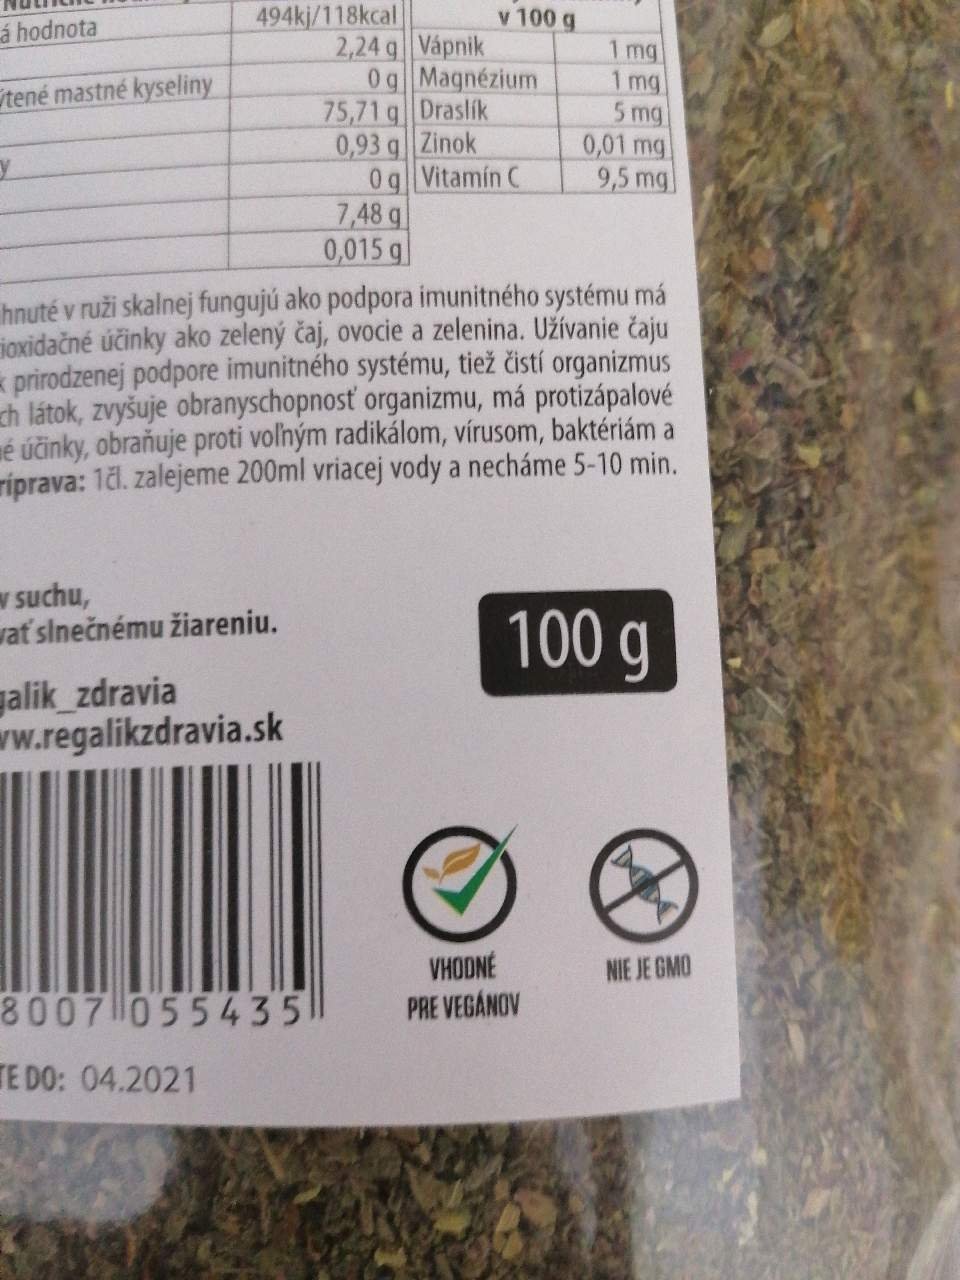 á hodnota 494kj/118kcal
v 100 g
2,24 g
Vápnik 1 mg
mastné kyseliny 0 g
Magnézium 1 mg
75,71 g
Draslík 5 mg
0,93 g
Zinok 0,01 mg
y 0 g
Vitamín C 9,5 mg
7,48 g
0,015 g
hnuté v ruži skalnej fungujú ako podpora imunitného systému má
ioxidačné účinky ako zelený čaj, ovocie a zelenina. Užívanie čaju
k prirodzenej podpore imunitného systému, tiež čistí organizmus
ch látok, zvyšuje obranyschopnosť organizmu, má protizápalové
é účinky, obraňuje proti voľným radikálom, vírusom, baktériám a
ríprava: 1čl. zalejeme 200ml vriacej vody a necháme 5-10 min.
v suchu,
vať slnečnému žiareniu.
100 g
galik_zdravia
ww.regalikzdravia.sk
8007 055435
VHODNÉ
PRE VEGÁNOV
NIE JE GMO
TE DO: 04.2021